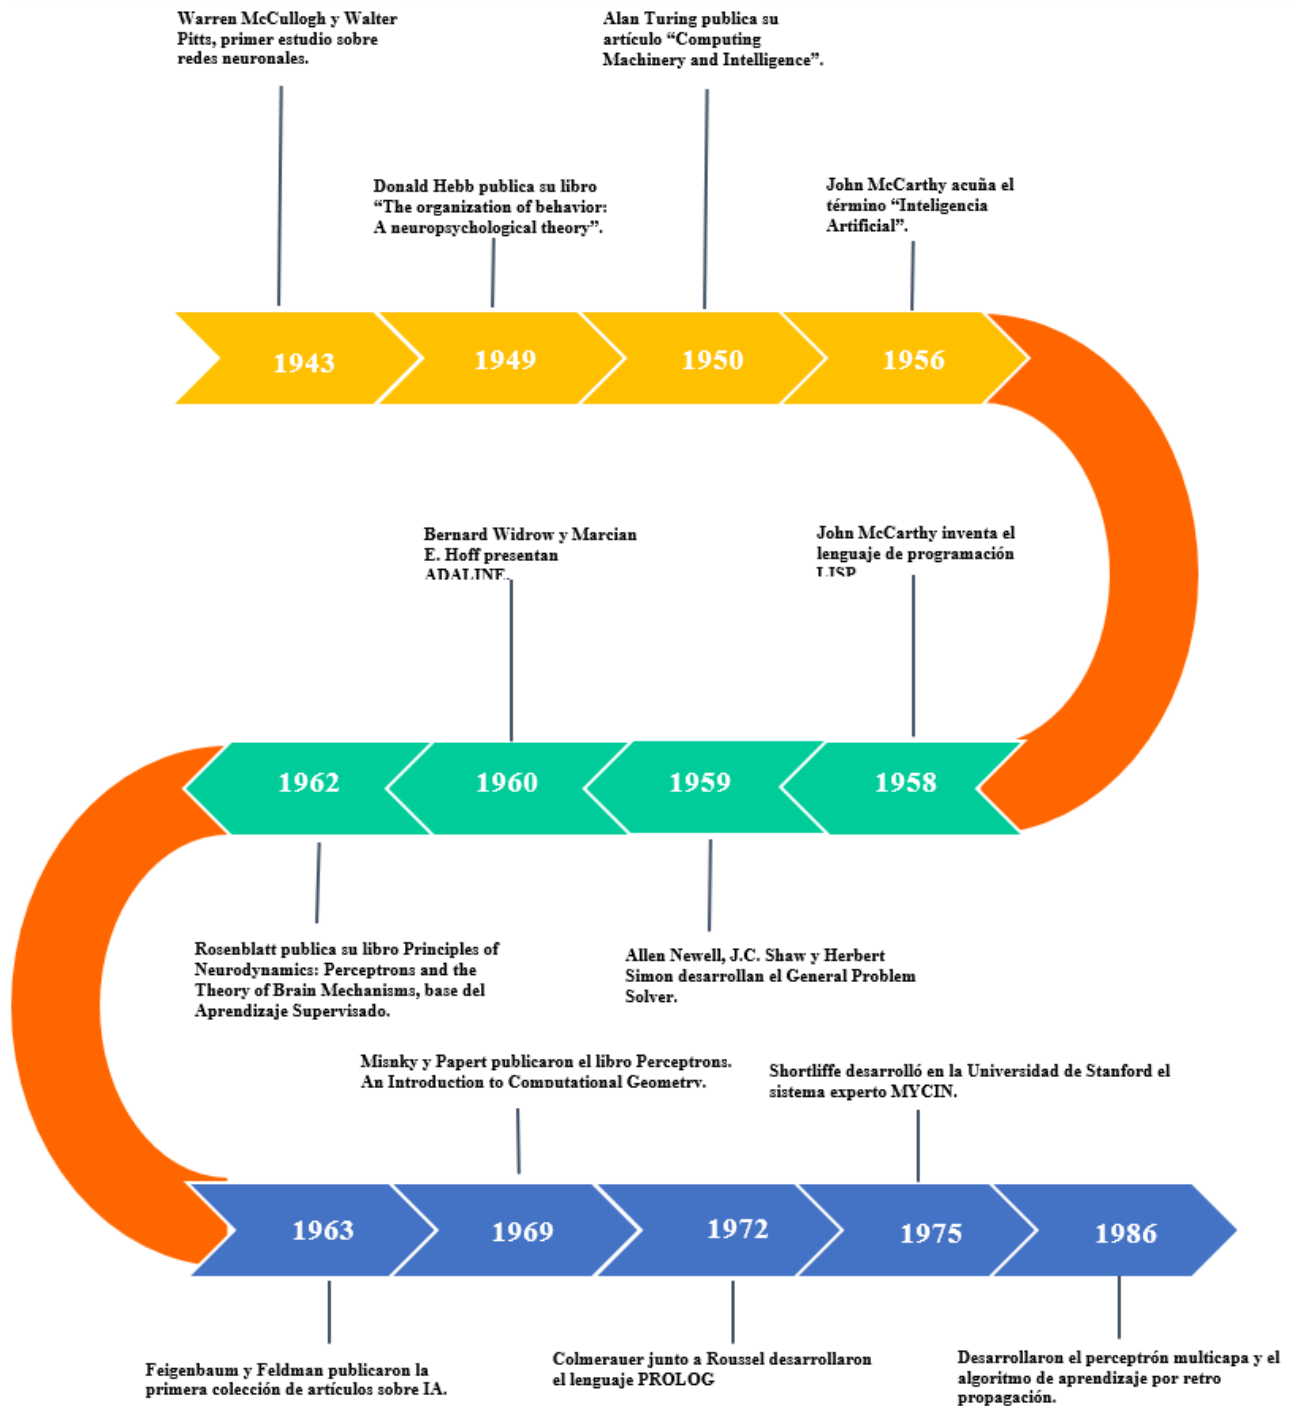 Warren McCullogh y Walter
Pitts, primer estudio sobre
redes neuronales.
Alan Turing publica su
artículo “Computing
Machinery and Intelligence”.
Donald Hebb publica su libro
“The organization of behavior:
A neuropsychological theory”.
John McCarthy acuña el
término “Inteligencia
Artificial”.
1943
1949
1950
1956
Bernard Widrow y Marcian
E. Hoff presentan
ADALINE.
John McCarthy inventa el
lenguaje de programación
LISP
1962
1960
1959
1958
Rosenblatt publica su libro Principles of
Neurodynamics: Perceptrons and the
Theory of Brain Mechanisms, base del
Aprendizaje Supervisado.
Allen Newell, J.C. Shaw y Herbert
Simon desarrollan el General Problem
Solver.
Misnky y Papert publicaron el libro Perceptrons.
An Introduction to Computational Geometry.
Shortliffe desarrolló en la Universidad de Stanford el
sistema experto MYCIN.
1963
1969
1972
1975
1986
Feigenbaum y Feldman publicaron la
primera colección de artículos sobre IA.
Colmerauer junto a Roussel desarrollaron
el lenguaje PROLOG
Desarrollaron el perceptrón multicapa y el
algoritmo de aprendizaje por retro
propagación.